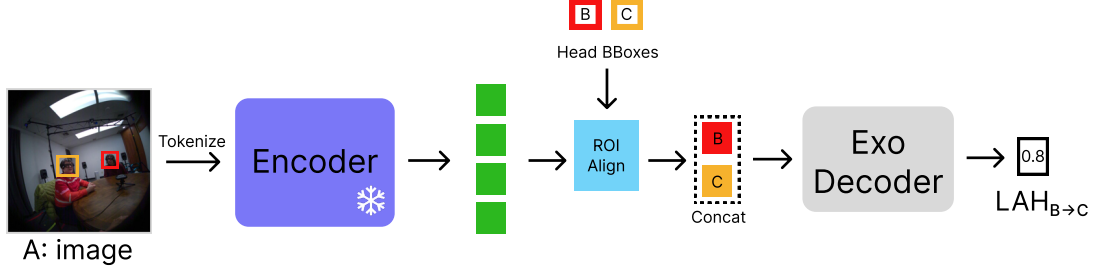 B C
Head BBoxes
Tokenize
Encoder
ROI
Align
B
C
Concat
Exo
Decoder
0.8
LAH B→C
A: image